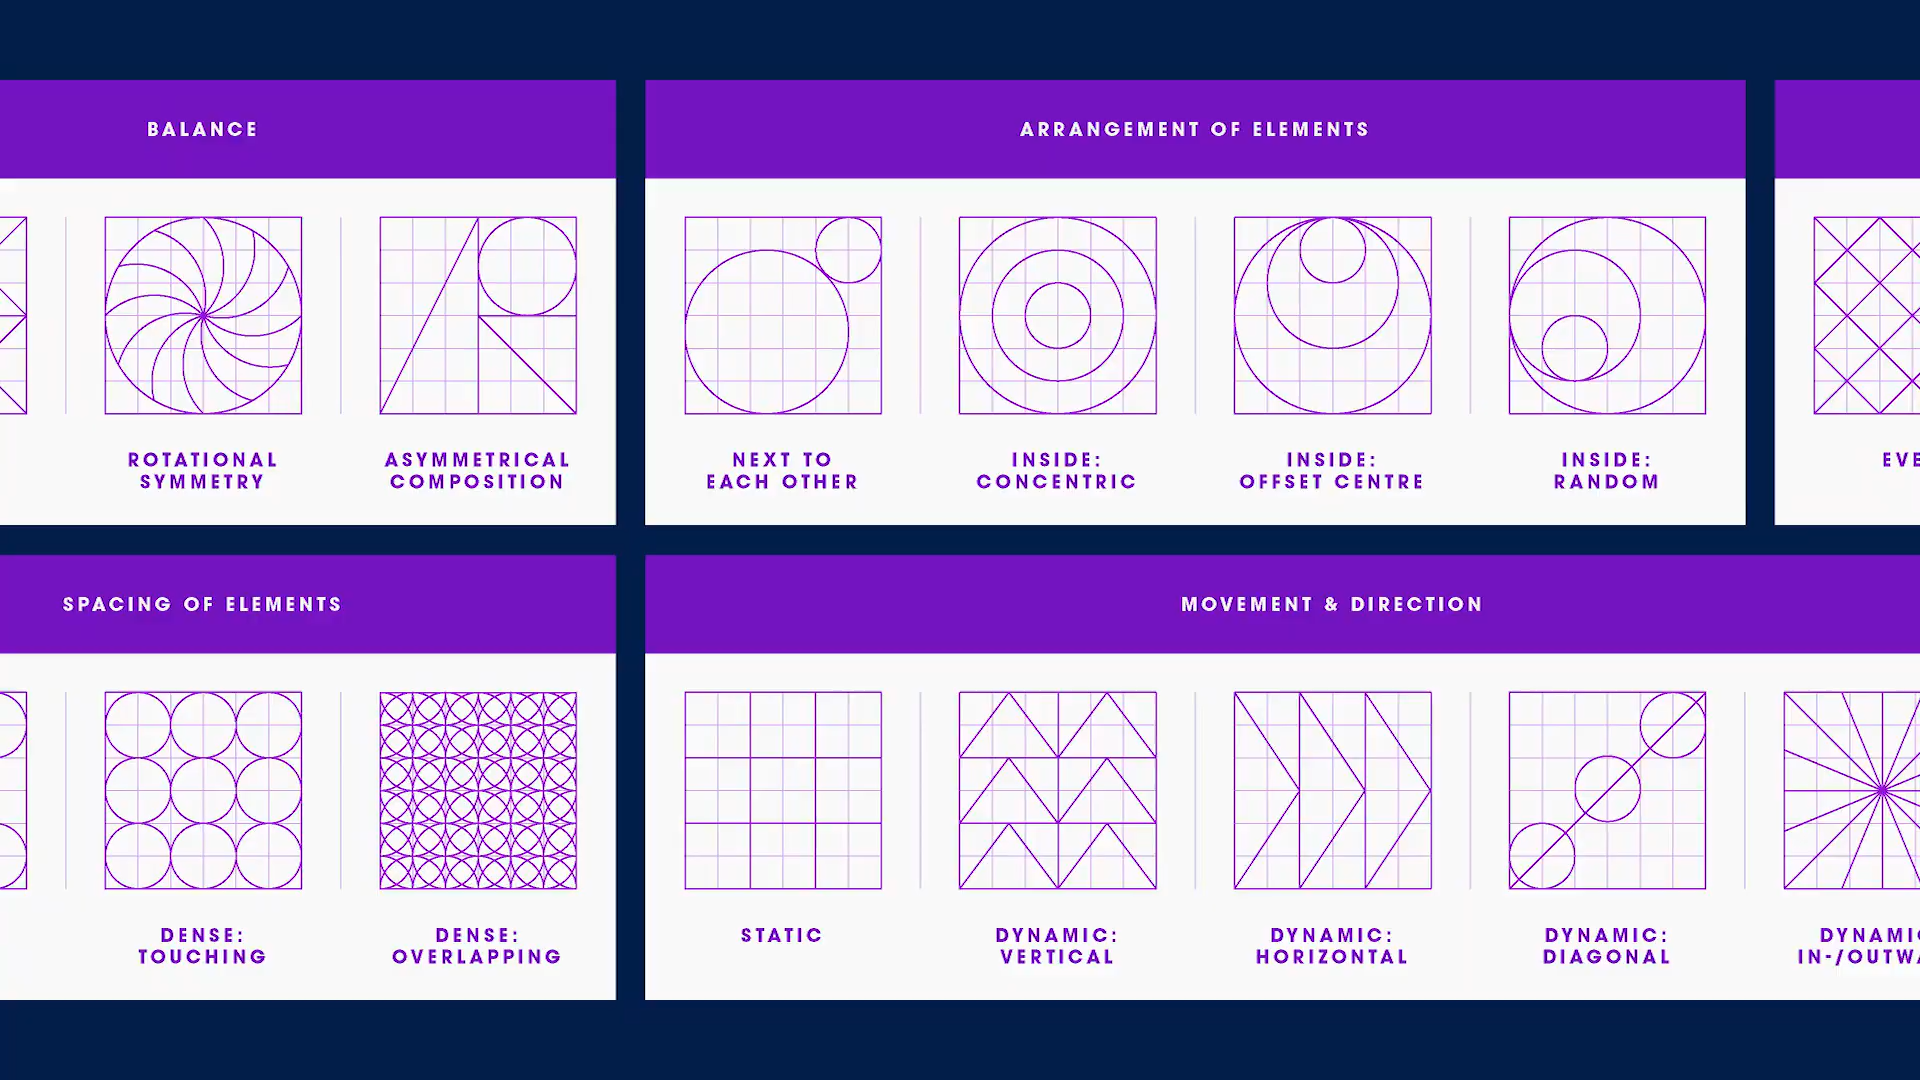 BALANCE
ROTATIONAL
SYMMETRY
ASYMMETRICAL
COMPOSITION
ARRANGEMENT OF ELEMENTS
NEXT TO
EACH OTHER
INSIDE:
CONCENTRIC
INSIDE:
OFFSET CENTRE
INSIDE:
RANDOM
SPACING OF ELEMENTS
DENSE:
TOUCHING
DENSE:
OVERLAPPING
MOVEMENT & DIRECTION
STATIC
DYNAMIC:
VERTICAL
DYNAMIC:
HORIZONTAL
DYNAMIC:
DIAGONAL